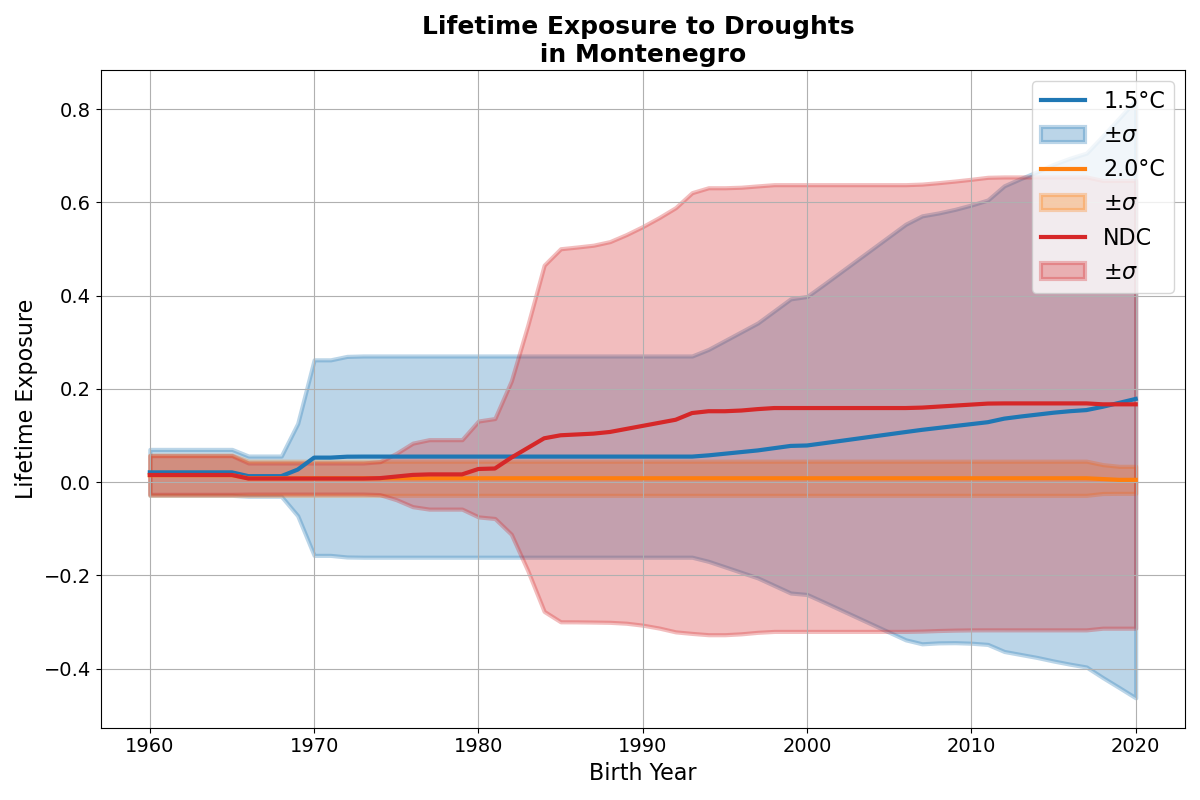 Lifetime Exposure to Droughts
in Montenegro
1.5°C
±σ
2.0°C
±σ
NDC
±σ
Lifetime Exposure
0.8
0.6
0.4
0.2
0.0
−0.2
−0.4
1960
1970
1980
1990
2000
2010
2020
Birth Year